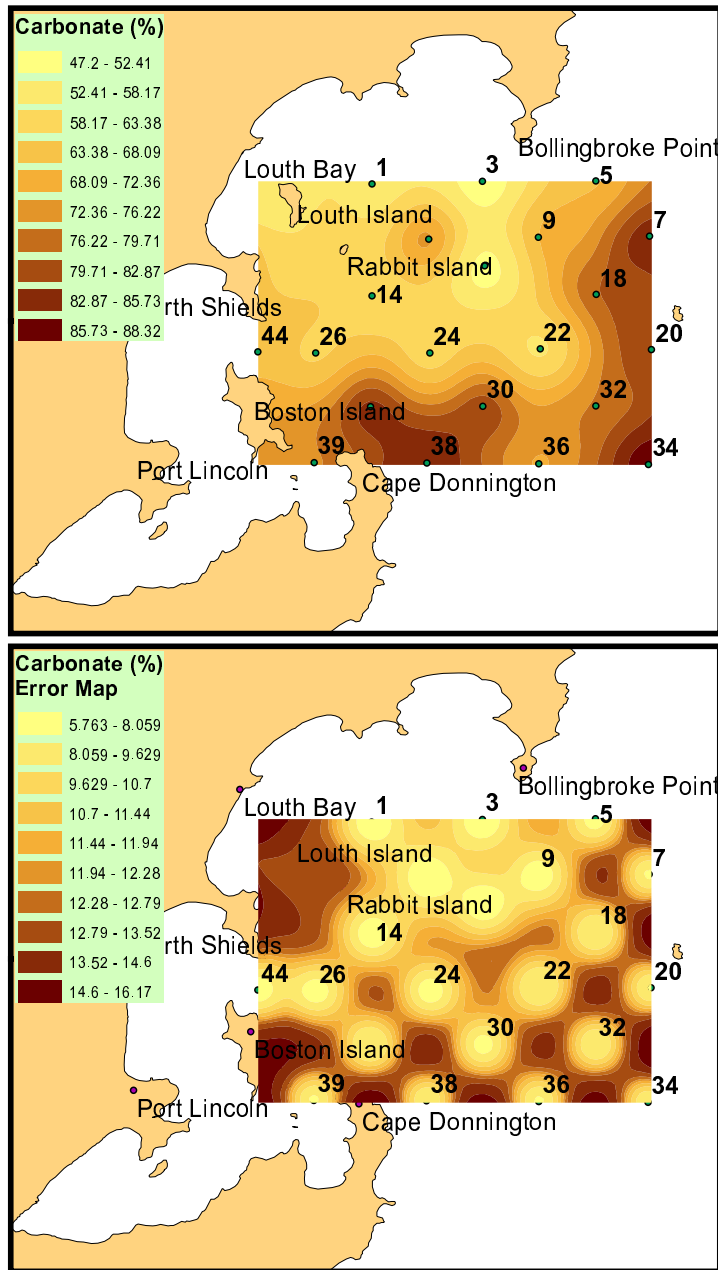 Carbonate (%)
47.2 - 52.41
52.41 - 58.17
58.17 - 63.38
63.38 - 68.09
68.09 - 72.36
72.36 - 76.22
76.22 - 79.71
79.71 - 82.87
82.87 - 85.73
85.73 - 88.32
Bollingbroke Point
Louth Bay
1
3
5
Louth Island
9
7
Rabbit Island
14
18
rth Shields
44
26
24
22
20
Boston Island
30
32
39
38
36
34
Port Lincoln
Cape Donnington
Carbonate (%)
Error Map
5.763 - 8.059
8.059 - 9.629
9.629 - 10.7
10.7 - 11.44
11.44 - 11.94
11.94 - 12.28
12.28 - 12.79
12.79 - 13.52
13.52 - 14.6
14.6 - 16.17
Bollingbroke Point
Louth Bay
1
3
5
Louth Island
9
7
Rabbit Island
14
18
rth Shields
44
26
24
22
20
Boston Island
30
32
39
38
36
34
Port Lincoln
Cape Donnington